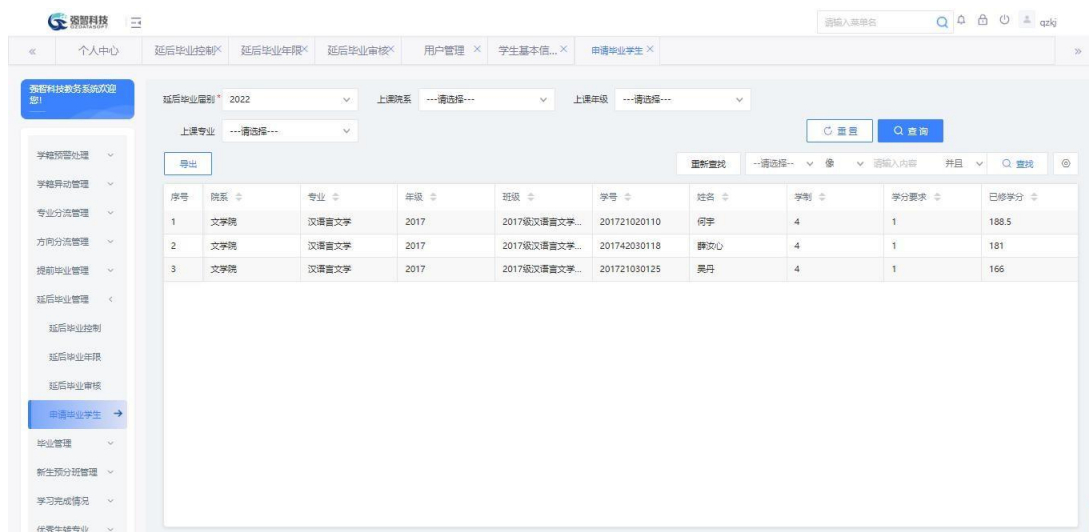 强智科技
QZDATASOFT
请输入菜单名
qzkj
个人中心 延后毕业控制 延后毕业年限 延后毕业审核 用户管理 学生基本信... 申请毕业学生
强智科技教务系统欢迎您!
延后毕业届别* 2022 上课院系 ---请选择--- 上课年级 ---请选择---
上课专业 ---请选择--- 重置 查询
导出 重新查找 --请选择-- 像 请输入内容 并且 查找
序号 院系 专业 年级 班级 学号 姓名 学制 学分要求 已修学分
1 文学院 汉语言文学 2017 2017级汉语言文学... 201721020110 何宇 4 1 188.5
2 文学院 汉语言文学 2017 2017级汉语言文学... 201742030118 薛汝心 4 1 181
3 文学院 汉语言文学 2017 2017级汉语言文学... 201721030125 吴丹 4 1 166
学籍预警处理
学籍异动管理
专业分流管理
方向分流管理
提前毕业管理
延后毕业管理
延后毕业控制
延后毕业年限
延后毕业审核
申请毕业学生
毕业管理
新生预分班管理
学习完成情况
优秀生转专业